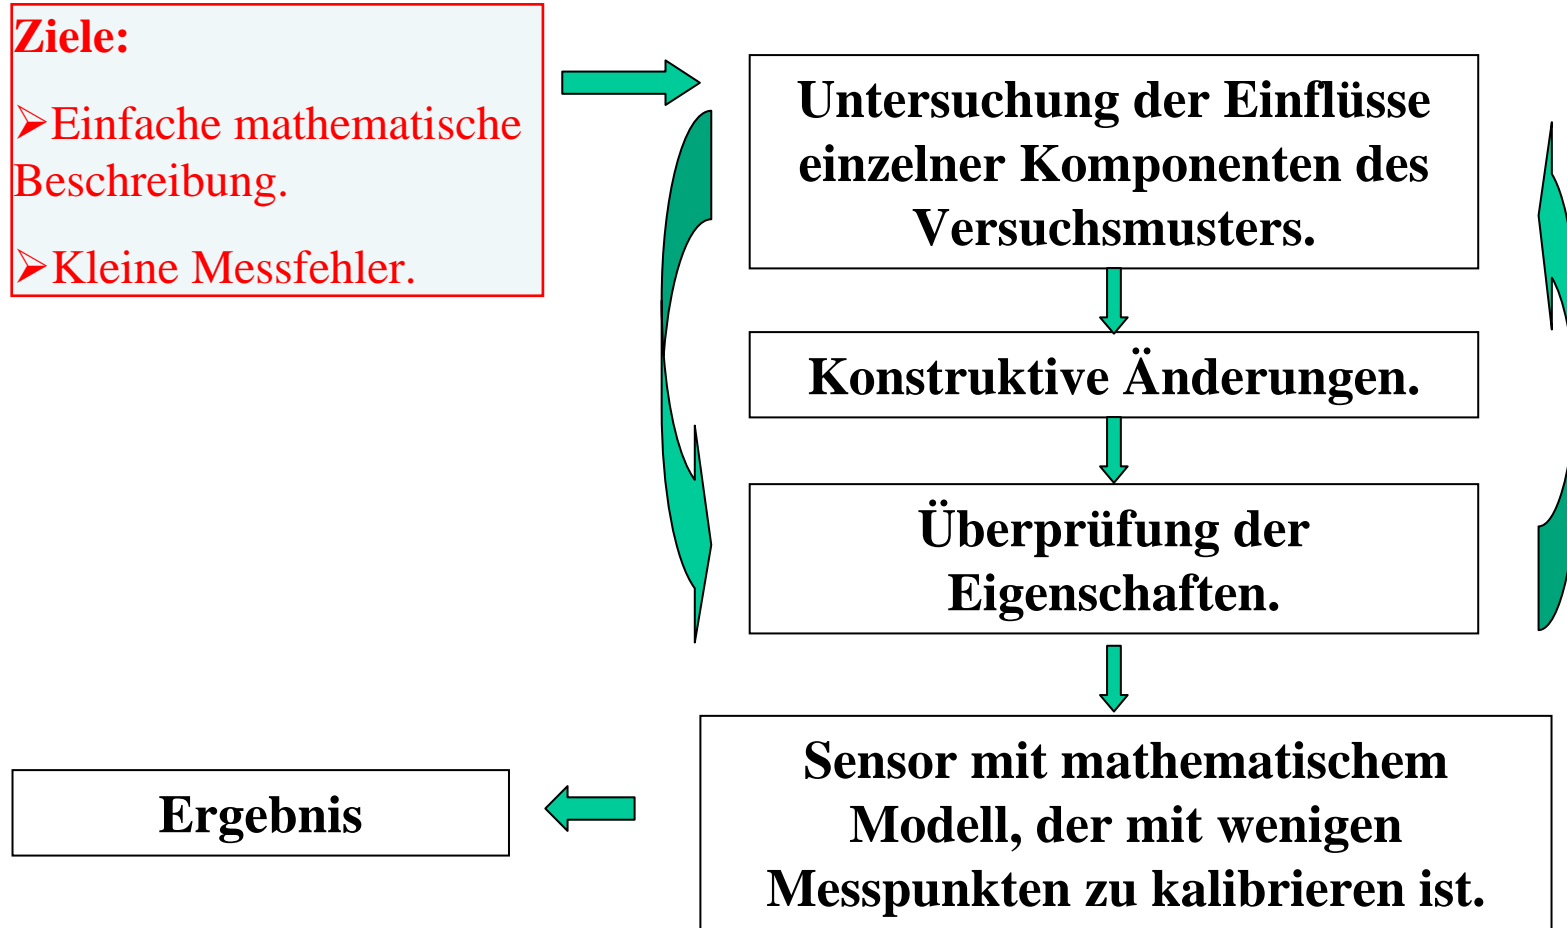 Ziele:
➢Einfache mathematische
Beschreibung.
➢Kleine Messfehler.
Untersuchung der Einflüsse
einzelner Komponenten des
Versuchsmusters.
Konstruktive Änderungen.
Überprüfung der
Eigenschaften.
Sensor mit mathematischem
Modell, der mit wenigen
Messpunkten zu kalibrieren ist.
Ergebnis